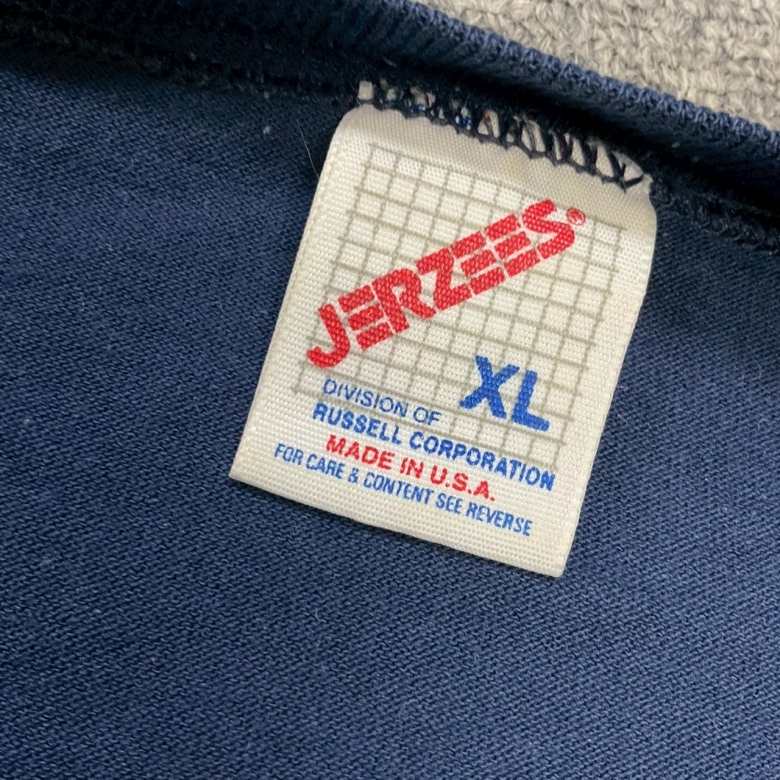 JERZEES®
XL
DIVISION OF
RUSSELL CORPORATION
MADE IN U.S.A.
FOR CARE & CONTENT SEE REVERSE